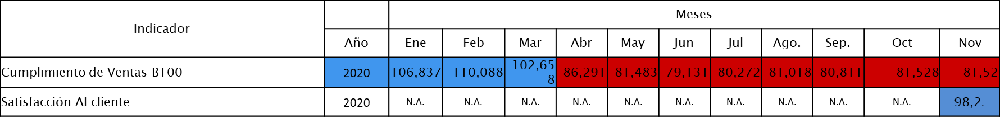 Meses
Indicador
Año Ene Feb Mar Abr May Jun Jul Ago. Sep. Oct Nov
Cumplimiento de Ventas B100 2020 106,837 110,088 102,65
8 86,291 81,483 79,131 80,272 81,018 80,811 81,528 81,52
Satisfacción Al cliente 2020 N.A. N.A. N.A. N.A. N.A. N.A. N.A. N.A. N.A. N.A. 98,2.